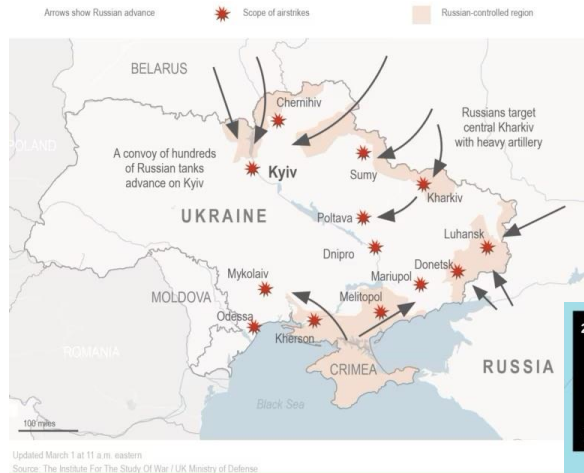 Arrows show Russian advance
Scope of airstrikes
Russian-controlled region
BELARUS
Chernihiv
POLAND
A convoy of hundreds
of Russian tanks
advance on Kyiv
Kyiv
Sumy
Russians target
central Kharkiv
with heavy artillery
Kharkiv
UKRAINE
Poltava
Luhansk
Dnipro
Donetsk
Mykolaiv
Mariupol
MOLDOVA
Melitopol
Odessa
Kherson
ROMANIA
CRIMEA
RUSSIA
Black Sea
100 miles
Updated March 1 at 11 a.m. eastern
Source: The Institute For The Study Of War / UK Ministry of Defense
2